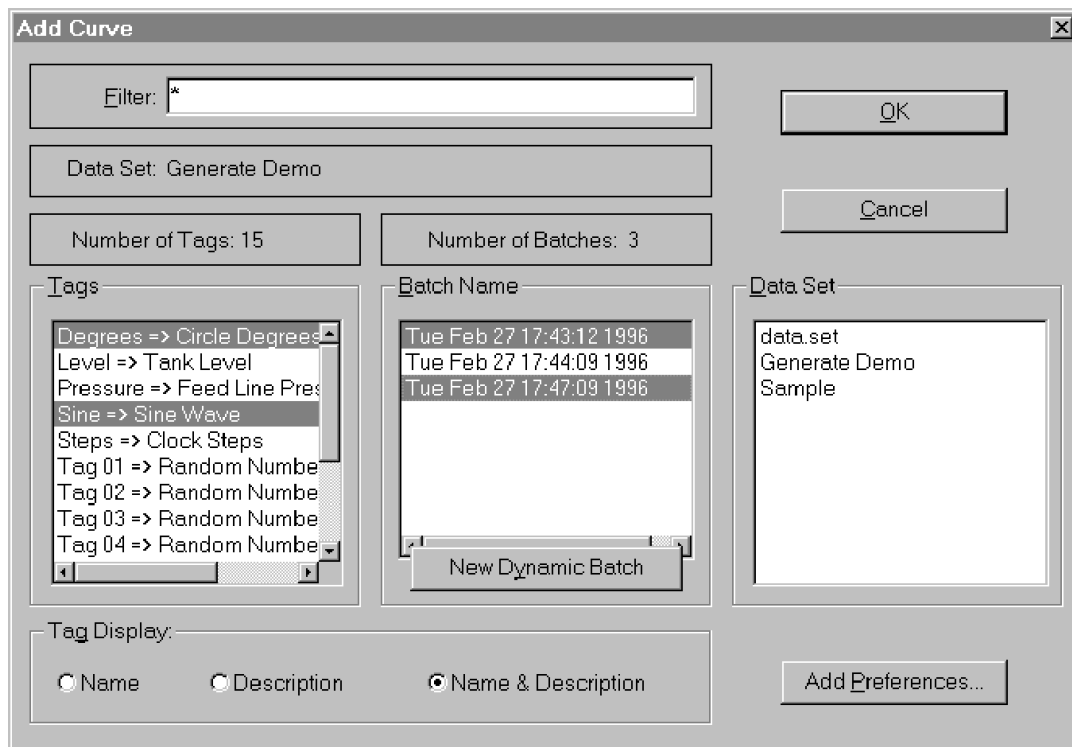 Add Curve
Filter: *
OK
Data Set: Generate Demo
Cancel
Number of Tags: 15
Number of Batches: 3
Tags
Degrees => Circle Degrees
Level => Tank Level
Pressure => Feed Line Pres
Sine => Sine Wave
Steps => Clock Steps
Tag 01 => Random Numbe
Tag 02 => Random Numbe
Tag 03 => Random Numbe
Tag 04 => Random Numbe
Batch Name
Tue Feb 27 17:43:12 1996
Tue Feb 27 17:44:09 1996
Tue Feb 27 17:47:09 1996
New Dynamic Batch
Data Set
data.set
Generate Demo
Sample
Tag Display:
Name
Description
Name & Description
Add Preferences...